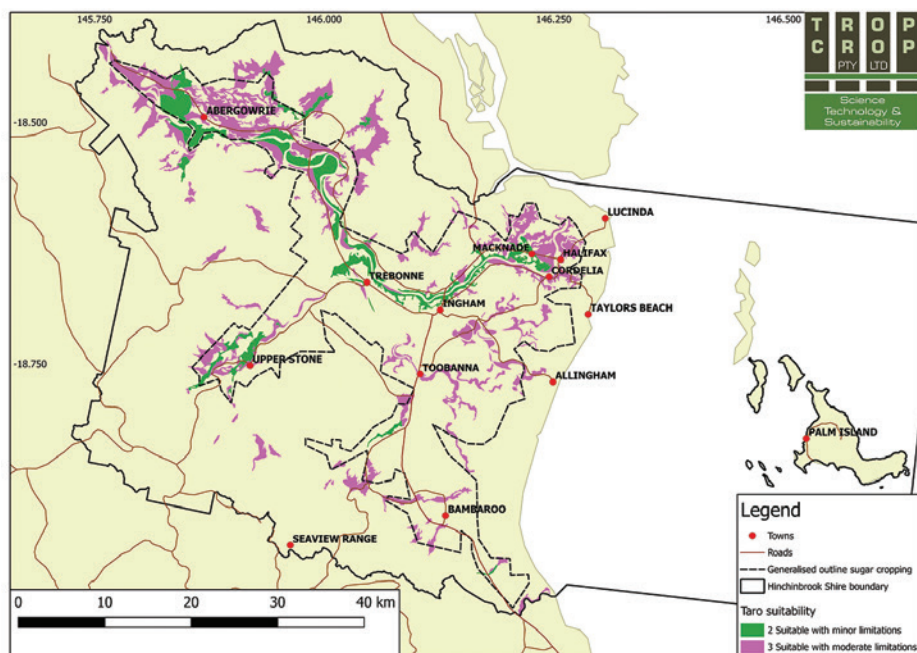 145.750
146.000
146.250
146.500
T R O P
C R O P
PTY LTD
Science
Technology &
Sustainability
-18.500
-18.750
ABERGOWRIE
LUCINDA
MACKNADE
HALIFAX
CORDELIA
TREBONNE
INGHAM
TAYLORS BEACH
UPPER STONE
TOOBANNA
ALLINGHAM
PALM ISLAND
BAMBAROO
SEAVIEW RANGE
0 10 20 30 40 km
Legend
Towns
Roads
Generalised outline sugar cropping
Hinchinbrook Shire boundary
Taro suitability
2 Suitable with minor limitations
3 Suitable with moderate limitations